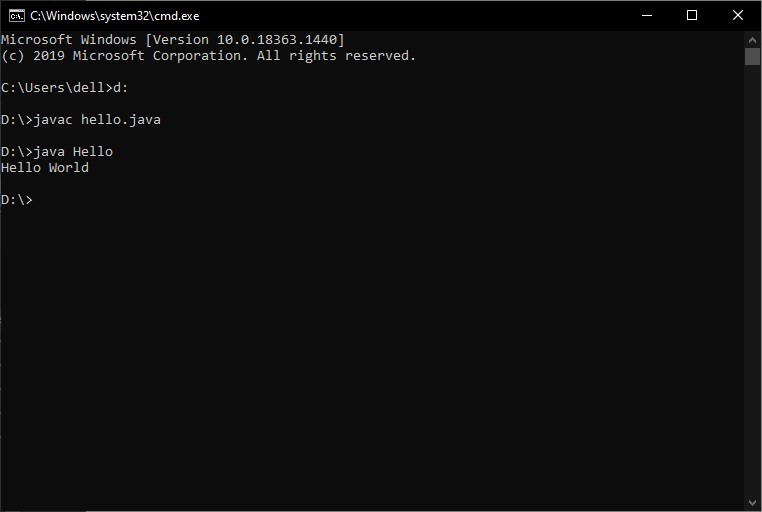 C:\Windows\system32\cmd.exe
Microsoft Windows [Version 10.0.18363.1440]
(c) 2019 Microsoft Corporation. All rights reserved.
C:\Users\dell>d:
D:\>javac hello.java
D:\>java Hello
Hello World
D:\>